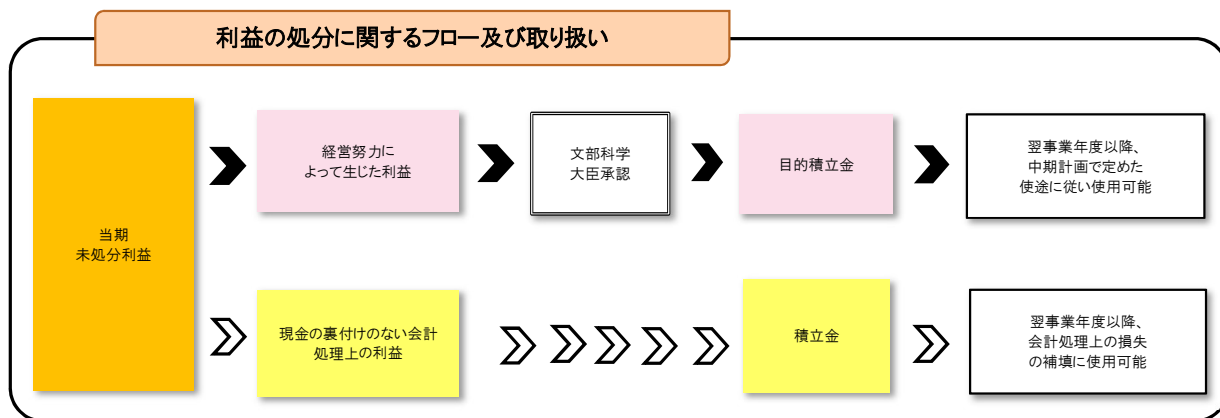 利益の処分に関するフロー及び取り扱い
当期
未処分利益
経営努力に
よって生じた利益
文部科学
大臣承認
目的積立金
翌事業年度以降、
中期計画で定めた
使途に従い使用可能
現金の裏付けのない会計
処理上の利益
積立金
翌事業年度以降、
会計処理上の損失
の補填に使用可能